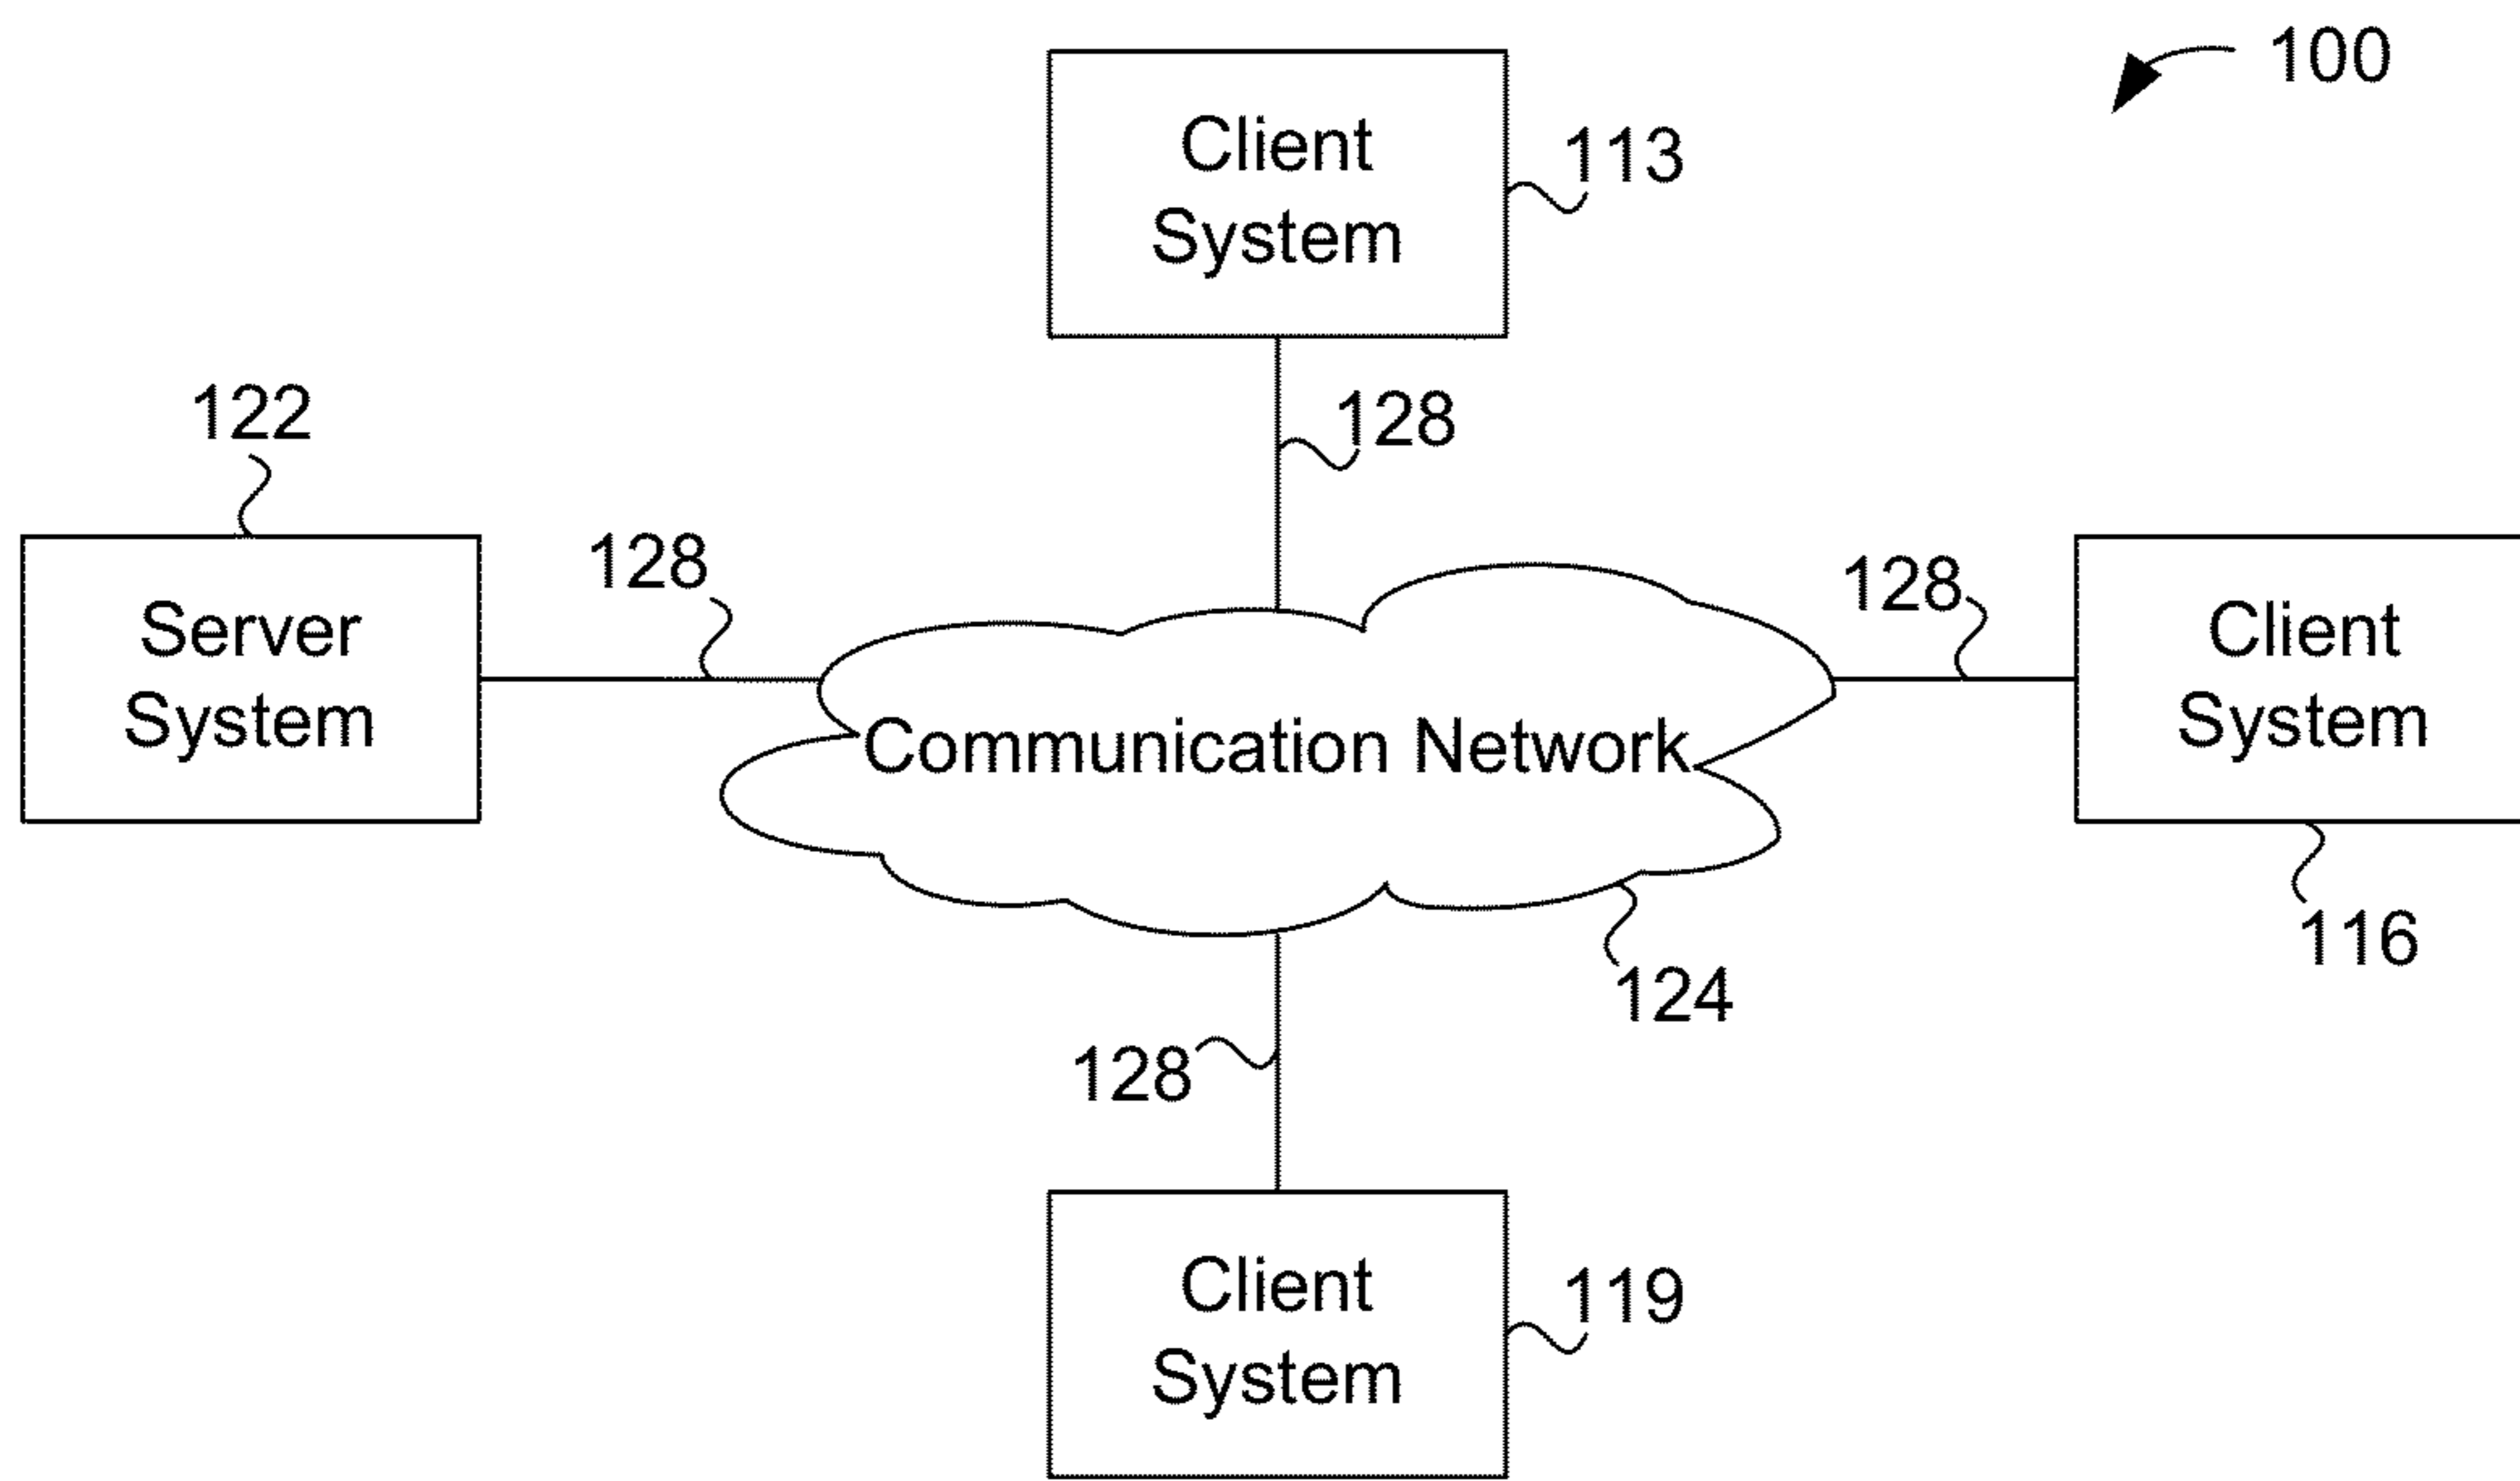 100
Client
System
113
128
122
Server
System
128
128
Client
System
Communication Network
116
124
128
Client
System
119